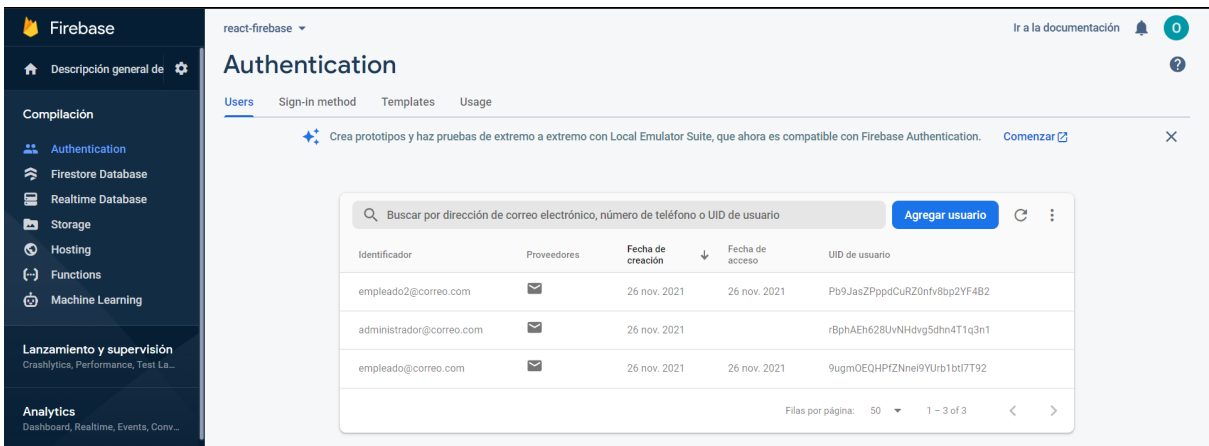 Firebase
Descripción general de
Compilación
Authentication
Firestore Database
Realtime Database
Storage
Hosting
Functions
Machine Learning
Lanzamiento y supervisión
Crashlytics, Performance, Test La...
Analytics
Dashboard, Realtime, Events, Conv...
react-firebase
Ir a la documentación
O
Authentication
Users Sign-in method Templates Usage
Crea prototipos y haz pruebas de extremo a extremo con Local Emulator Suite, que ahora es compatible con Firebase Authentication. Comenzar
Buscar por dirección de correo electrónico, número de teléfono o UID de usuario Agregar usuario
Identificador Proveedores Fecha de creación Fecha de acceso UID de usuario
empleado2@correo.com 26 nov. 2021 26 nov. 2021 Pb9JasZPppdCuRZ0nfv8bp2YF4B2
administrador@correo.com 26 nov. 2021 rBphAEh628UvNHdvg5dhn4T1q3n1
empleado@correo.com 26 nov. 2021 26 nov. 2021 9ugmOEQHPfZNnei9YUrb1btI7T92
Filas por página: 50 1 – 3 of 3